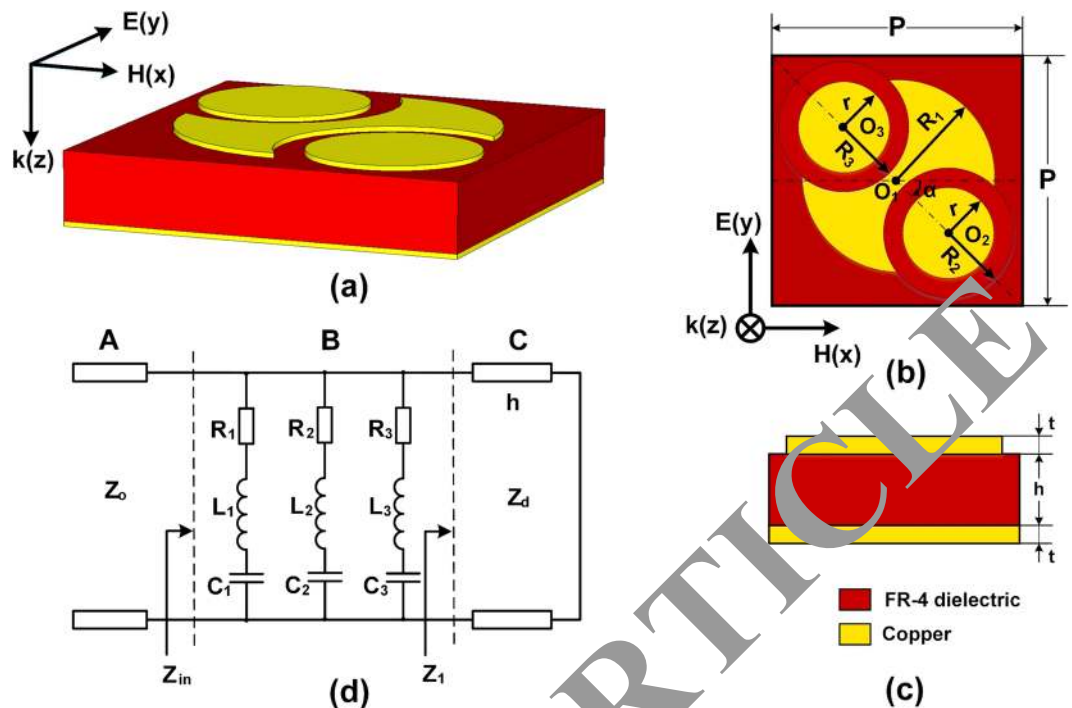 E(y)
H(x)
k(z)
(a)
P
r
O3
R1
R3
O1
α
r
O2
R2
P
E(y)
k(z)
H(x)
(b)
A
B
C
h
R1
R2
R3
Zo
L1
L2
L3
Zd
C1
C2
C3
Zin
Z1
(d)
t
h
t
FR-4 dielectric
Copper
(c)
RTICLE